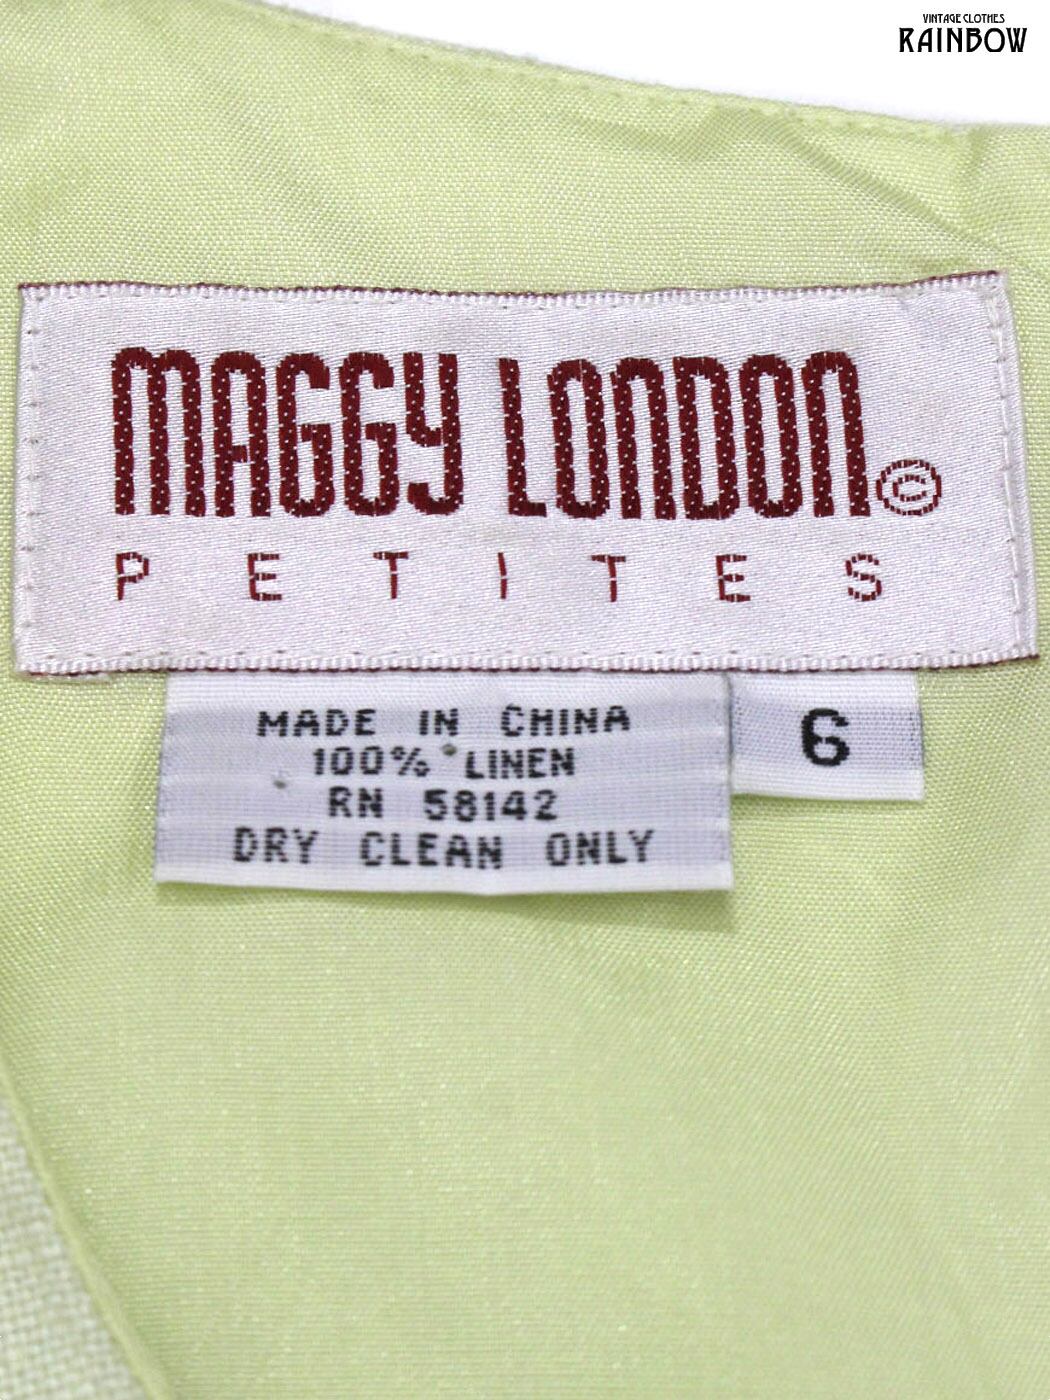 VINTAGE CLOTHES
RAINBOW
MAGGY LONDON©
PETITES
MADE IN CHINA
100% LINEN
RN 58142
DRY CLEAN ONLY
6